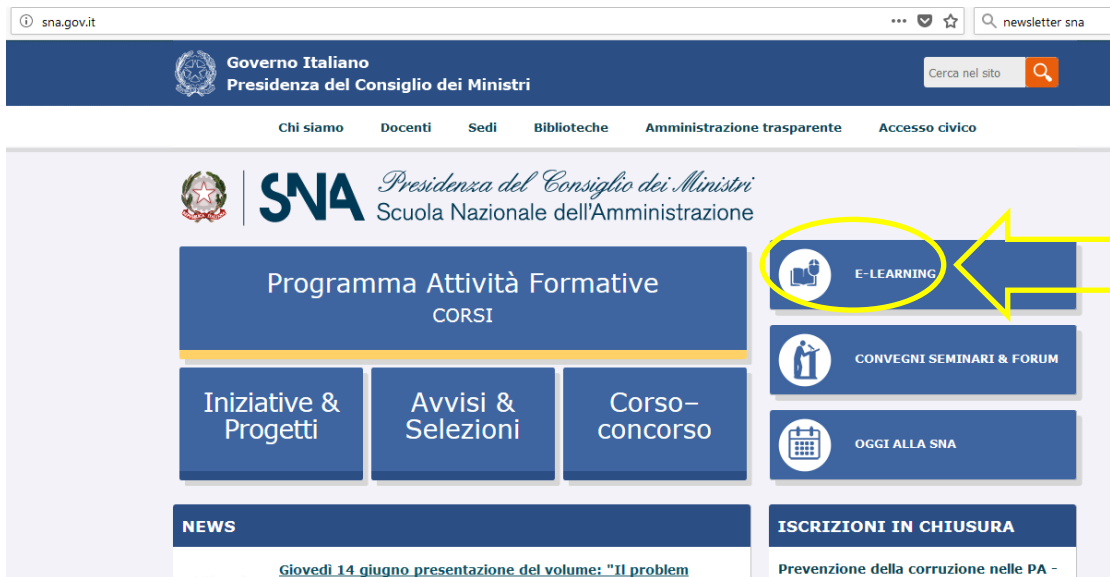 sna.gov.it
newsletter sna
Governo Italiano
Presidenza del Consiglio dei Ministri
Cerca nel sito
Chi siamo Docenti Sedi Biblioteche Amministrazione trasparente Accesso civico
SNA
Presidenza del Consiglio dei Ministri
Scuola Nazionale dell'Amministrazione
Programma Attività Formative
CORSI
E-LEARNING
CONVEGNI SEMINARI & FORUM
Iniziative &
Progetti
Avvisi &
Selezioni
Corso–
concorso
OGGI ALLA SNA
NEWS
ISCRIZIONI IN CHIUSURA
Giovedì 14 giugno presentazione del volume: "Il problem
Prevenzione della corruzione nelle PA -